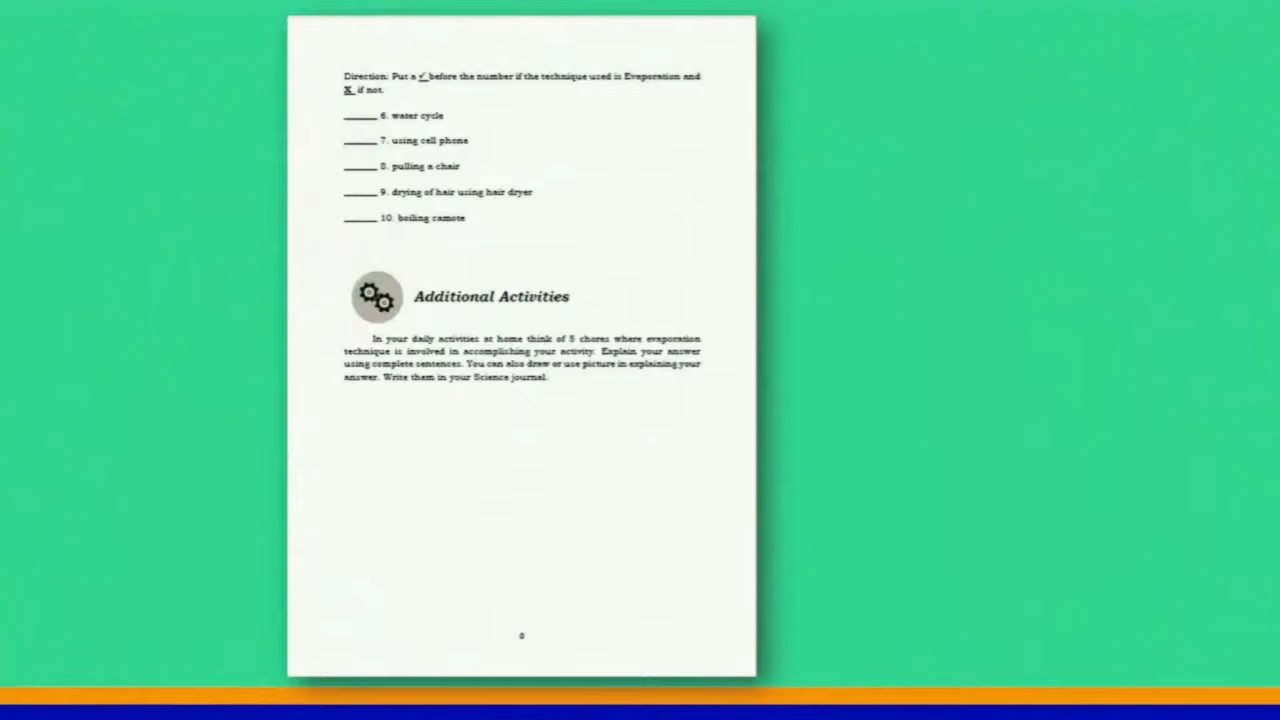 Direction: Put a ✓ before the number if the technique used is Evaporation and
X if not.
______ 6. water cycle
______ 7. using cell phone
______ 8. pulling a chair
______ 9. drying of hair using hair dryer
______ 10. boiling camote
Additional Activities
In your daily activities at home think of 5 chores where evaporation
technique is involved in accomplishing your activity. Explain your answer
using complete sentences. You can also draw or use picture in explaining your
answer. Write them in your Science journal.